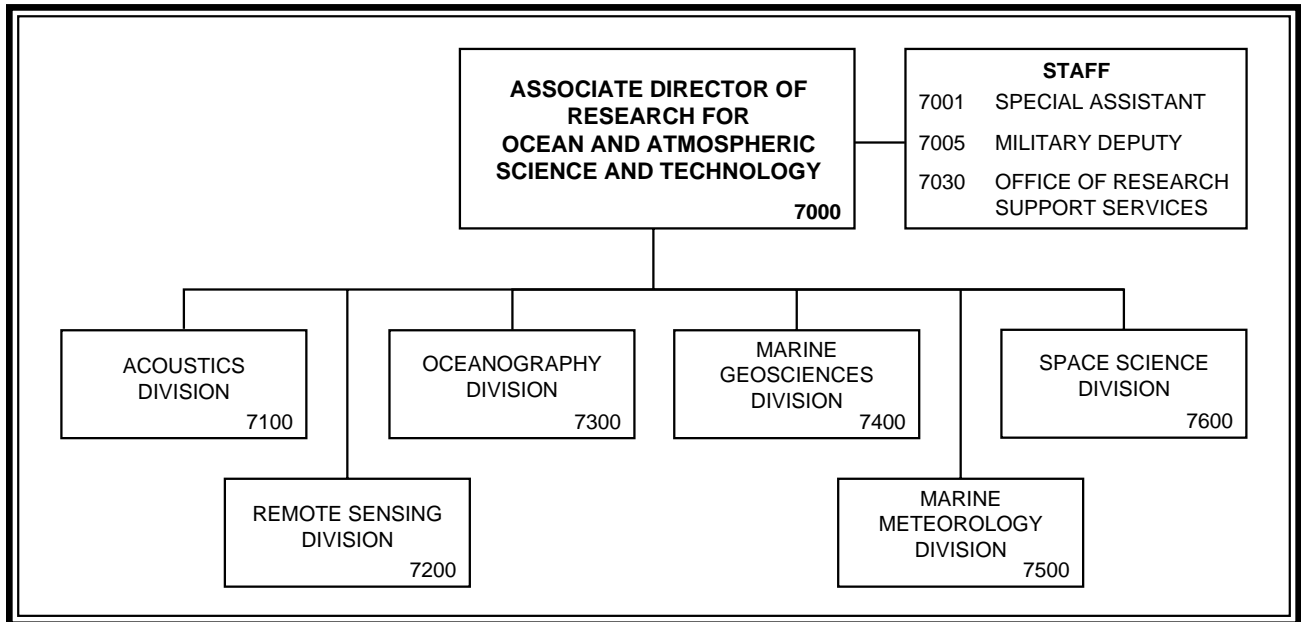 ASSOCIATE DIRECTOR OF
RESEARCH FOR
OCEAN AND ATMOSPHERIC
SCIENCE AND TECHNOLOGY
7000
STAFF
7001 SPECIAL ASSISTANT
7005 MILITARY DEPUTY
7030 OFFICE OF RESEARCH
SUPPORT SERVICES
ACOUSTICS
DIVISION
7100
OCEANOGRAPHY
DIVISION
7300
MARINE
GEOSCIENCES
DIVISION
7400
SPACE SCIENCE
DIVISION
7600
REMOTE SENSING
DIVISION
7200
MARINE
METEOROLOGY
DIVISION
7500